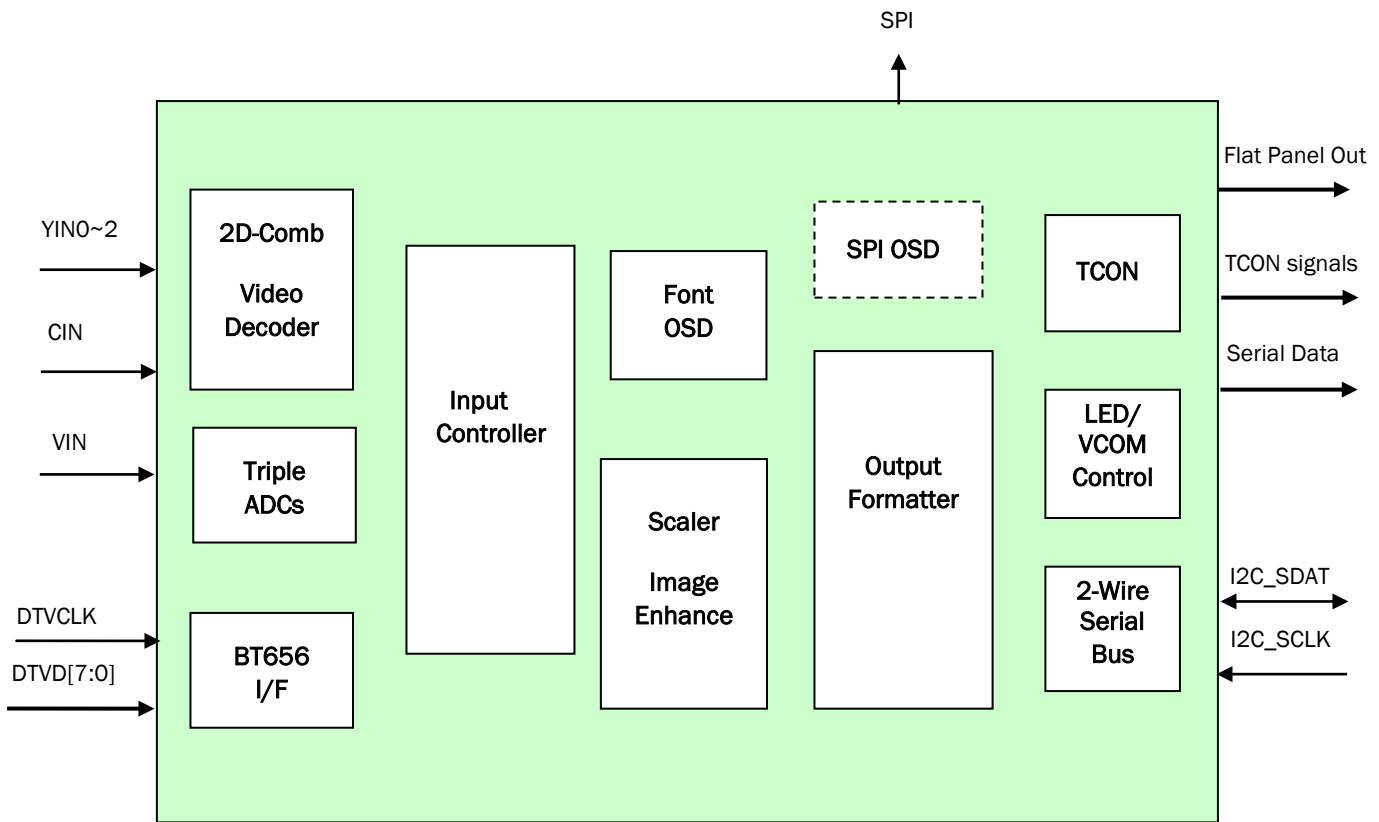 SPI
Flat Panel Out
YIN0~2
2D-Comb
Video
Decoder
SPI OSD
TCON
TCON signals
Font
OSD
CIN
Serial Data
Input
Controller
LED/
VCOM
Control
VIN
Triple
ADCs
Output
Formatter
Scaler
Image
Enhance
I2C_SDAT
2-Wire
Serial
Bus
I2C_SCLK
DTVCLK
DTVD[7:0]
BT656
I/F